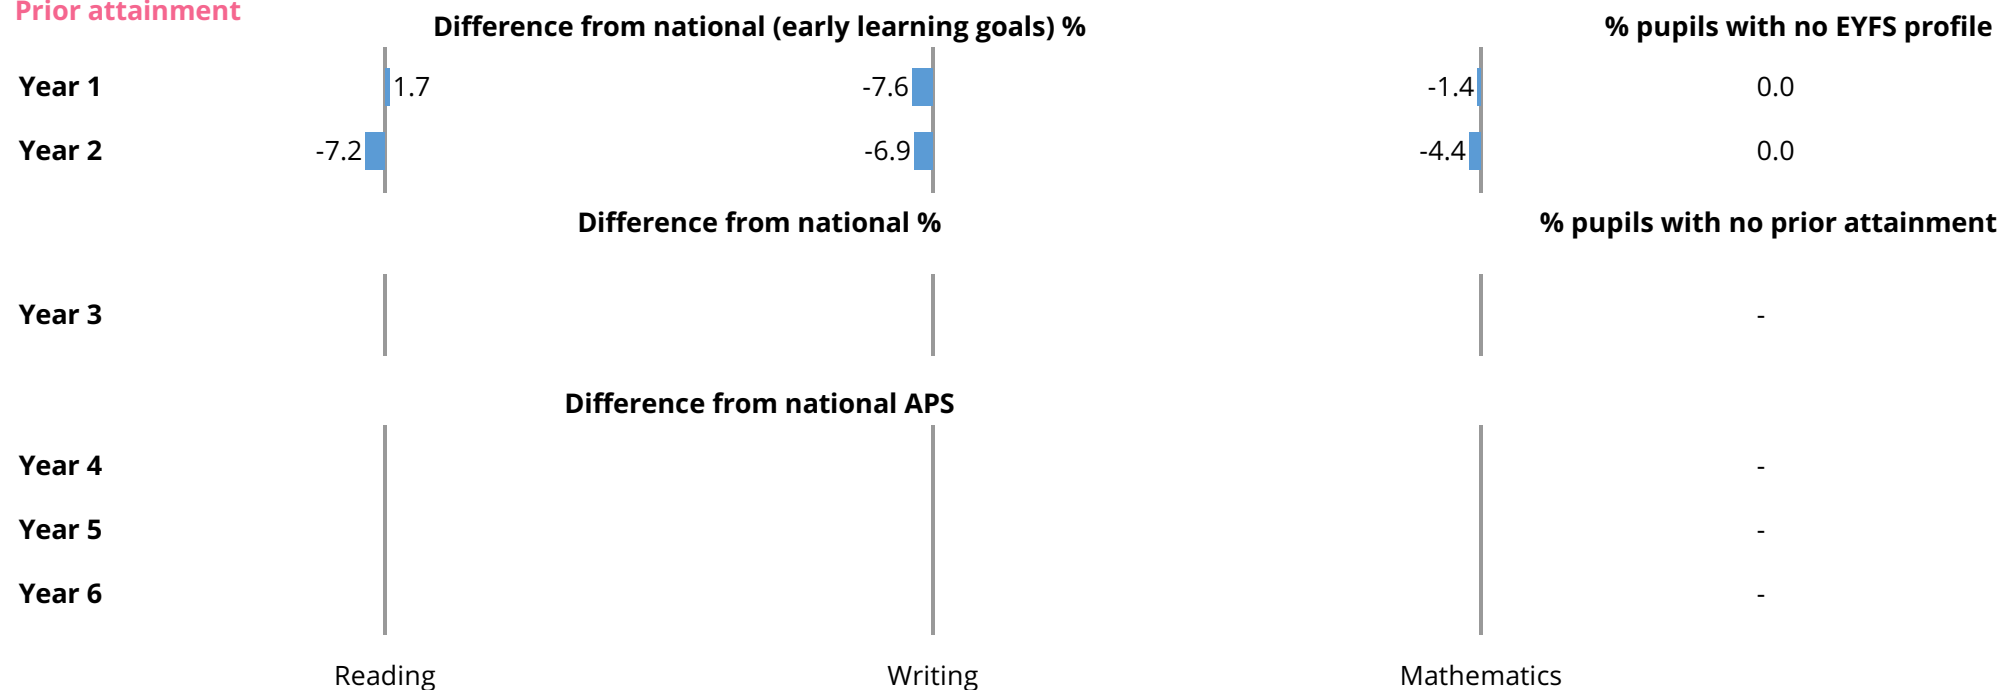 Prior attainment
Difference from national (early learning goals) % % pupils with no EYFS profile
Year 1 1.7 -7.6 -1.4 0.0
Year 2 -7.2 -6.9 -4.4 0.0
Difference from national % % pupils with no prior attainment
Year 3 -
Difference from national APS
Year 4 -
Year 5 -
Year 6 -
Reading Writing Mathematics